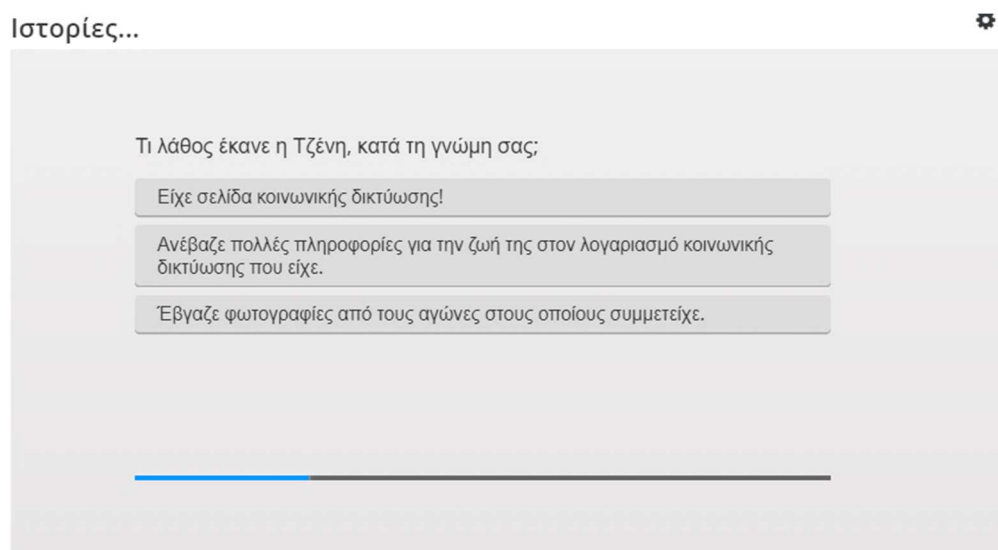 Ιστορίες...
Τι λάθος έκανε η Τζένη, κατά τη γνώμη σας;
Είχε σελίδα κοινωνικής δικτύωσης!
Ανέβαζε πολλές πληροφορίες για την ζωή της στον λογαριασμό κοινωνικής
δικτύωσης που είχε.
Έβγαζε φωτογραφίες από τους αγώνες στους οποίους συμμετείχε.